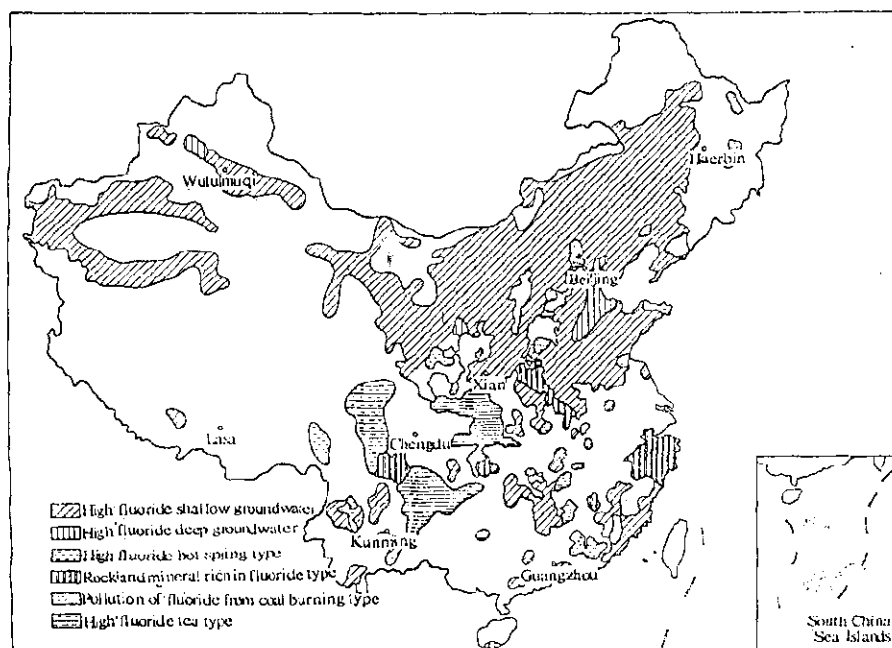 Haerbin
Wulumuqi
Beijing
Xian
Lasa
Chengdu
High fluoride shallow groundwater
High fluoride deep groundwater
Kunming
High fluoride hot spring type
Rockland mineral rich in fluoride type
Guangzhou
Pollution of fluoride from coal burning type
High fluoride tea type
South China
Sea Islands